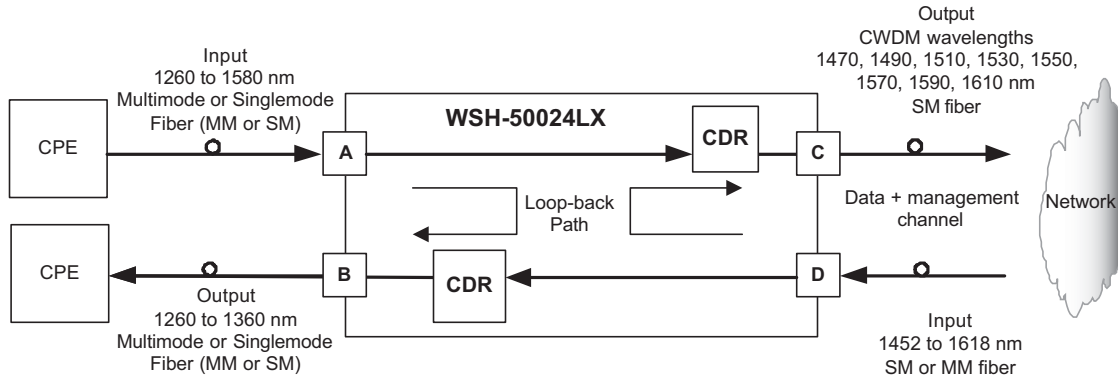 Input
1260 to 1580 nm
Multimode or Singlemode
Fiber (MM or SM)
Output
CWDM wavelengths
1470, 1490, 1510, 1530, 1550,
1570, 1590, 1610 nm
SM fiber
WSH-50024LX
CPE
A
CDR
C
Loop-back
Path
Data + management
channel
Network
CPE
B
CDR
D
Output
1260 to 1360 nm
Multimode or Singlemode
Fiber (MM or SM)
Input
1452 to 1618 nm
SM or MM fiber